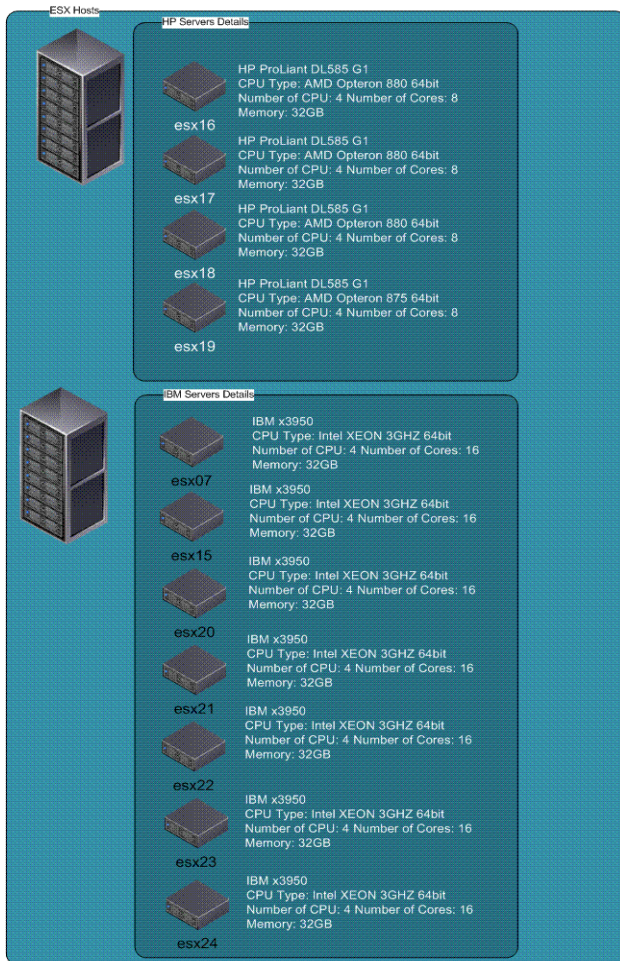 ESX Hosts
HP Servers Details
HP ProLiant DL585 G1
CPU Type: AMD Opteron 880 64bit
Number of CPU: 4 Number of Cores: 8
Memory: 32GB
esx16
HP ProLiant DL585 G1
CPU Type: AMD Opteron 880 64bit
Number of CPU: 4 Number of Cores: 8
Memory: 32GB
esx17
HP ProLiant DL585 G1
CPU Type: AMD Opteron 880 64bit
Number of CPU: 4 Number of Cores: 8
Memory: 32GB
esx18
HP ProLiant DL585 G1
CPU Type: AMD Opteron 875 64bit
Number of CPU: 4 Number of Cores: 8
Memory: 32GB
esx19
IBM Servers Details
IBM x3950
CPU Type: Intel XEON 3GHZ 64bit
Number of CPU: 4 Number of Cores: 16
Memory: 32GB
esx07
IBM x3950
CPU Type: Intel XEON 3GHZ 64bit
Number of CPU: 4 Number of Cores: 16
Memory: 32GB
esx15
IBM x3950
CPU Type: Intel XEON 3GHZ 64bit
Number of CPU: 4 Number of Cores: 16
Memory: 32GB
esx20
IBM x3950
CPU Type: Intel XEON 3GHZ 64bit
Number of CPU: 4 Number of Cores: 16
Memory: 32GB
esx21
IBM x3950
CPU Type: Intel XEON 3GHZ 64bit
Number of CPU: 4 Number of Cores: 16
Memory: 32GB
esx22
IBM x3950
CPU Type: Intel XEON 3GHZ 64bit
Number of CPU: 4 Number of Cores: 16
Memory: 32GB
esx23
IBM x3950
CPU Type: Intel XEON 3GHZ 64bit
Number of CPU: 4 Number of Cores: 16
Memory: 32GB
esx24